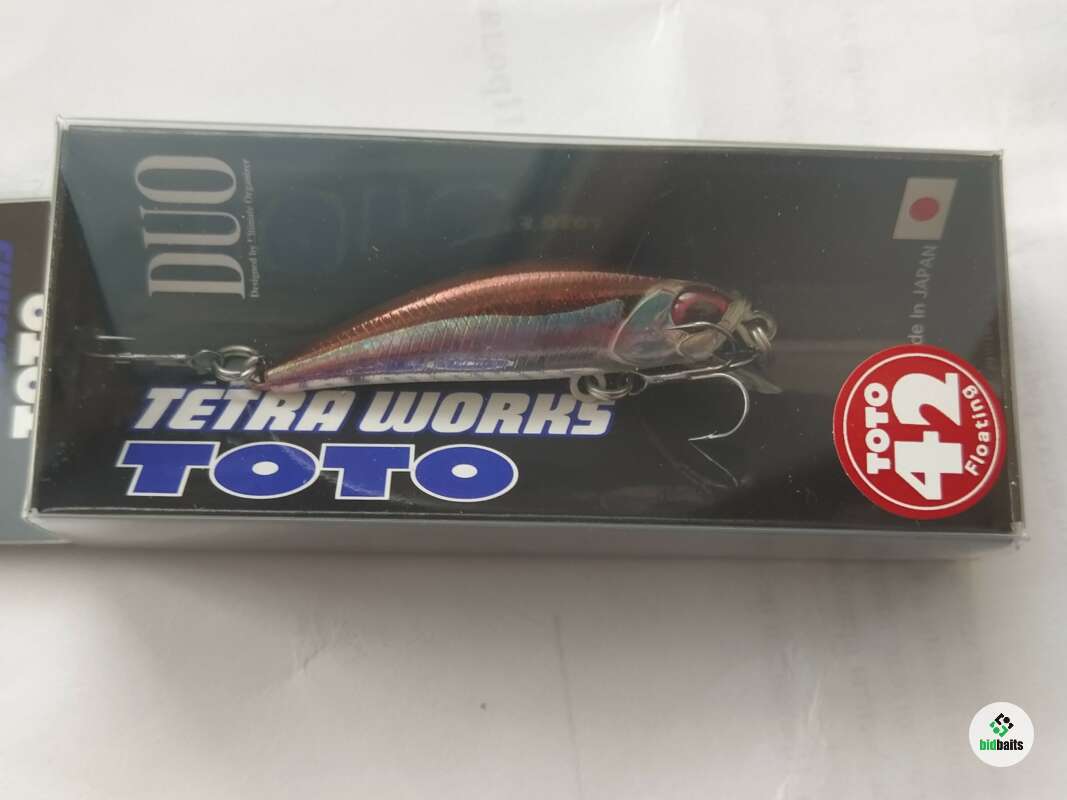 DUO
Designed by Ultimate Organizer
TETRA WORKS
TOTO
de In JAPAN
TOTO
42
Floating
TOTO
bidbaits